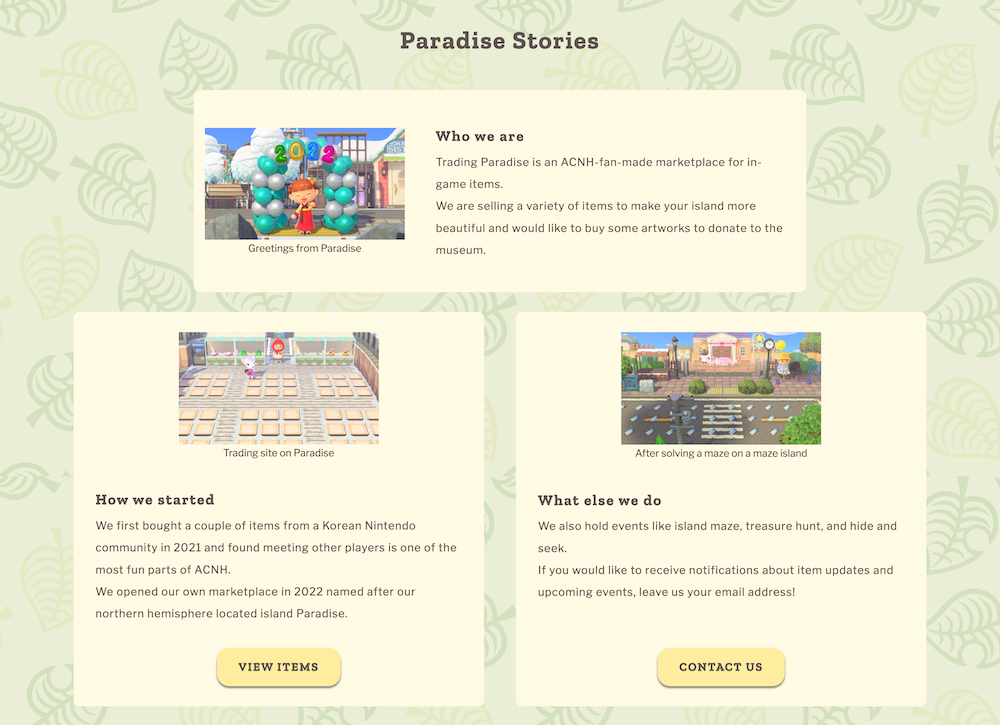 Paradise Stories
2022
Greetings from Paradise
Who we are
Trading Paradise is an ACNH-fan-made marketplace for in-
game items.
We are selling a variety of items to make your island more
beautiful and would like to buy some artworks to donate to the
museum.
Trading site on Paradise
How we started
We first bought a couple of items from a Korean Nintendo
community in 2021 and found meeting other players is one of the
most fun parts of ACNH.
We opened our own marketplace in 2022 named after our
northern hemisphere located island Paradise.
VIEW ITEMS
After solving a maze on a maze island
What else we do
We also hold events like island maze, treasure hunt, and hide and
seek.
If you would like to receive notifications about item updates and
upcoming events, leave us your email address!
CONTACT US